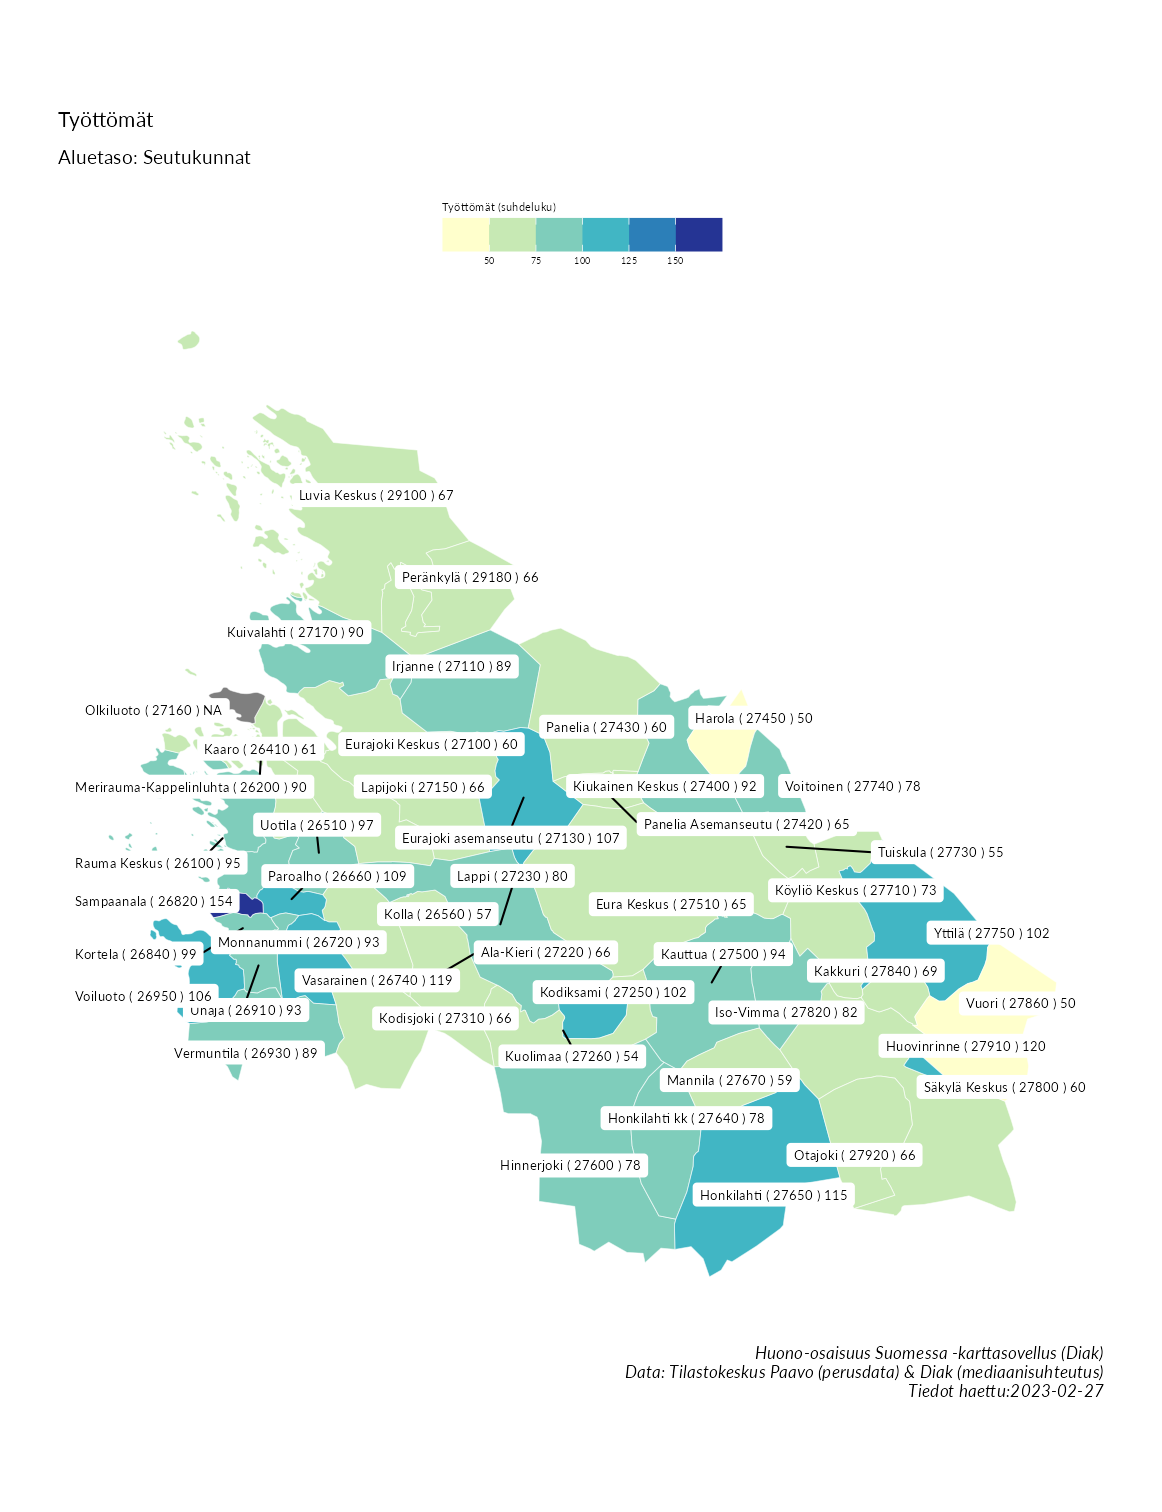 Työttömät
Aluetaso: Seutukunnat
Työttömät (suhdeluku)
50 75 100 125 150
Luvia Keskus ( 29100 ) 67
Peränkylä ( 29180 ) 66
Kuivalahti ( 27170 ) 90
Irjanne ( 27110 ) 89
Olkiluoto ( 27160 ) NA
Harola ( 27450 ) 50
Panelia ( 27430 ) 60
Kaaro ( 26410 ) 61
Eurajoki Keskus ( 27100 ) 60
Merirauma-Kappelinluhta ( 26200 ) 90
Lapijoki ( 27150 ) 66
Kiukainen Keskus ( 27400 ) 92
Voitoinen ( 27740 ) 78
Uotila ( 26510 ) 97
Panelia Asemanseutu ( 27420 ) 65
Eurajoki asemanseutu ( 27130 ) 107
Tuiskula ( 27730 ) 55
Rauma Keskus ( 26100 ) 95
Paroalho ( 26660 ) 109
Lappi ( 27230 ) 80
Köyliö Keskus ( 27710 ) 73
Sampaanala ( 26820 ) 154
Kolla ( 26560 ) 57
Eura Keskus ( 27510 ) 65
Yttilä ( 27750 ) 102
Monnanummi ( 26720 ) 93
Kortela ( 26840 ) 99
Ala-Kieri ( 27220 ) 66
Kauttua ( 27500 ) 94
Kakkuri ( 27840 ) 69
Vasarainen ( 26740 ) 119
Voiluoto ( 26950 ) 106
Kodiksami ( 27250 ) 102
Vuori ( 27860 ) 50
Unaja ( 26910 ) 93
Kodisjoki ( 27310 ) 66
Iso-Vimma ( 27820 ) 82
Vermuntila ( 26930 ) 89
Kuolimaa ( 27260 ) 54
Huovinrinne ( 27910 ) 120
Mannila ( 27670 ) 59
Säkylä Keskus ( 27800 ) 60
Honkilahti kk ( 27640 ) 78
Hinnerjoki ( 27600 ) 78
Otajoki ( 27920 ) 66
Honkilahti ( 27650 ) 115
Huono-osaisuus Suomessa -karttasovellus (Diak)
Data: Tilastokeskus Paavo (perusdata) & Diak (mediaanisuhteutus)
Tiedot haettu:2023-02-27